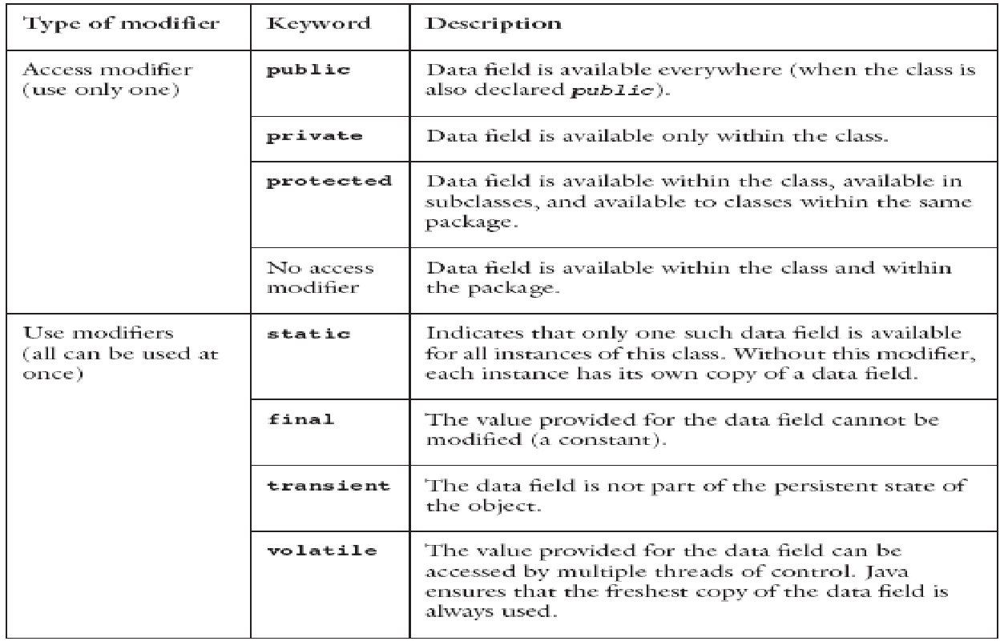 Type of modifier
Keyword
Description
Access modifier
(use only one)
public
Data field is available everywhere (when the class is
also declared public).
private
Data field is available only within the class.
protected
Data field is available within the class, available in
subclasses, and available to classes within the same
package.
No access
modifier
Data field is available within the class and within
the package.
Use modifiers
(all can be used at
once)
static
Indicates that only one such data field is available
for all instances of this class. Without this modifier,
each instance has its own copy of a data field.
final
The value provided for the data field cannot be
modified (a constant).
transient
The data field is not part of the persistent state of
the object.
volatile
The value provided for the data field can be
accessed by multiple threads of control. Java
ensures that the freshest copy of the data field is
always used.